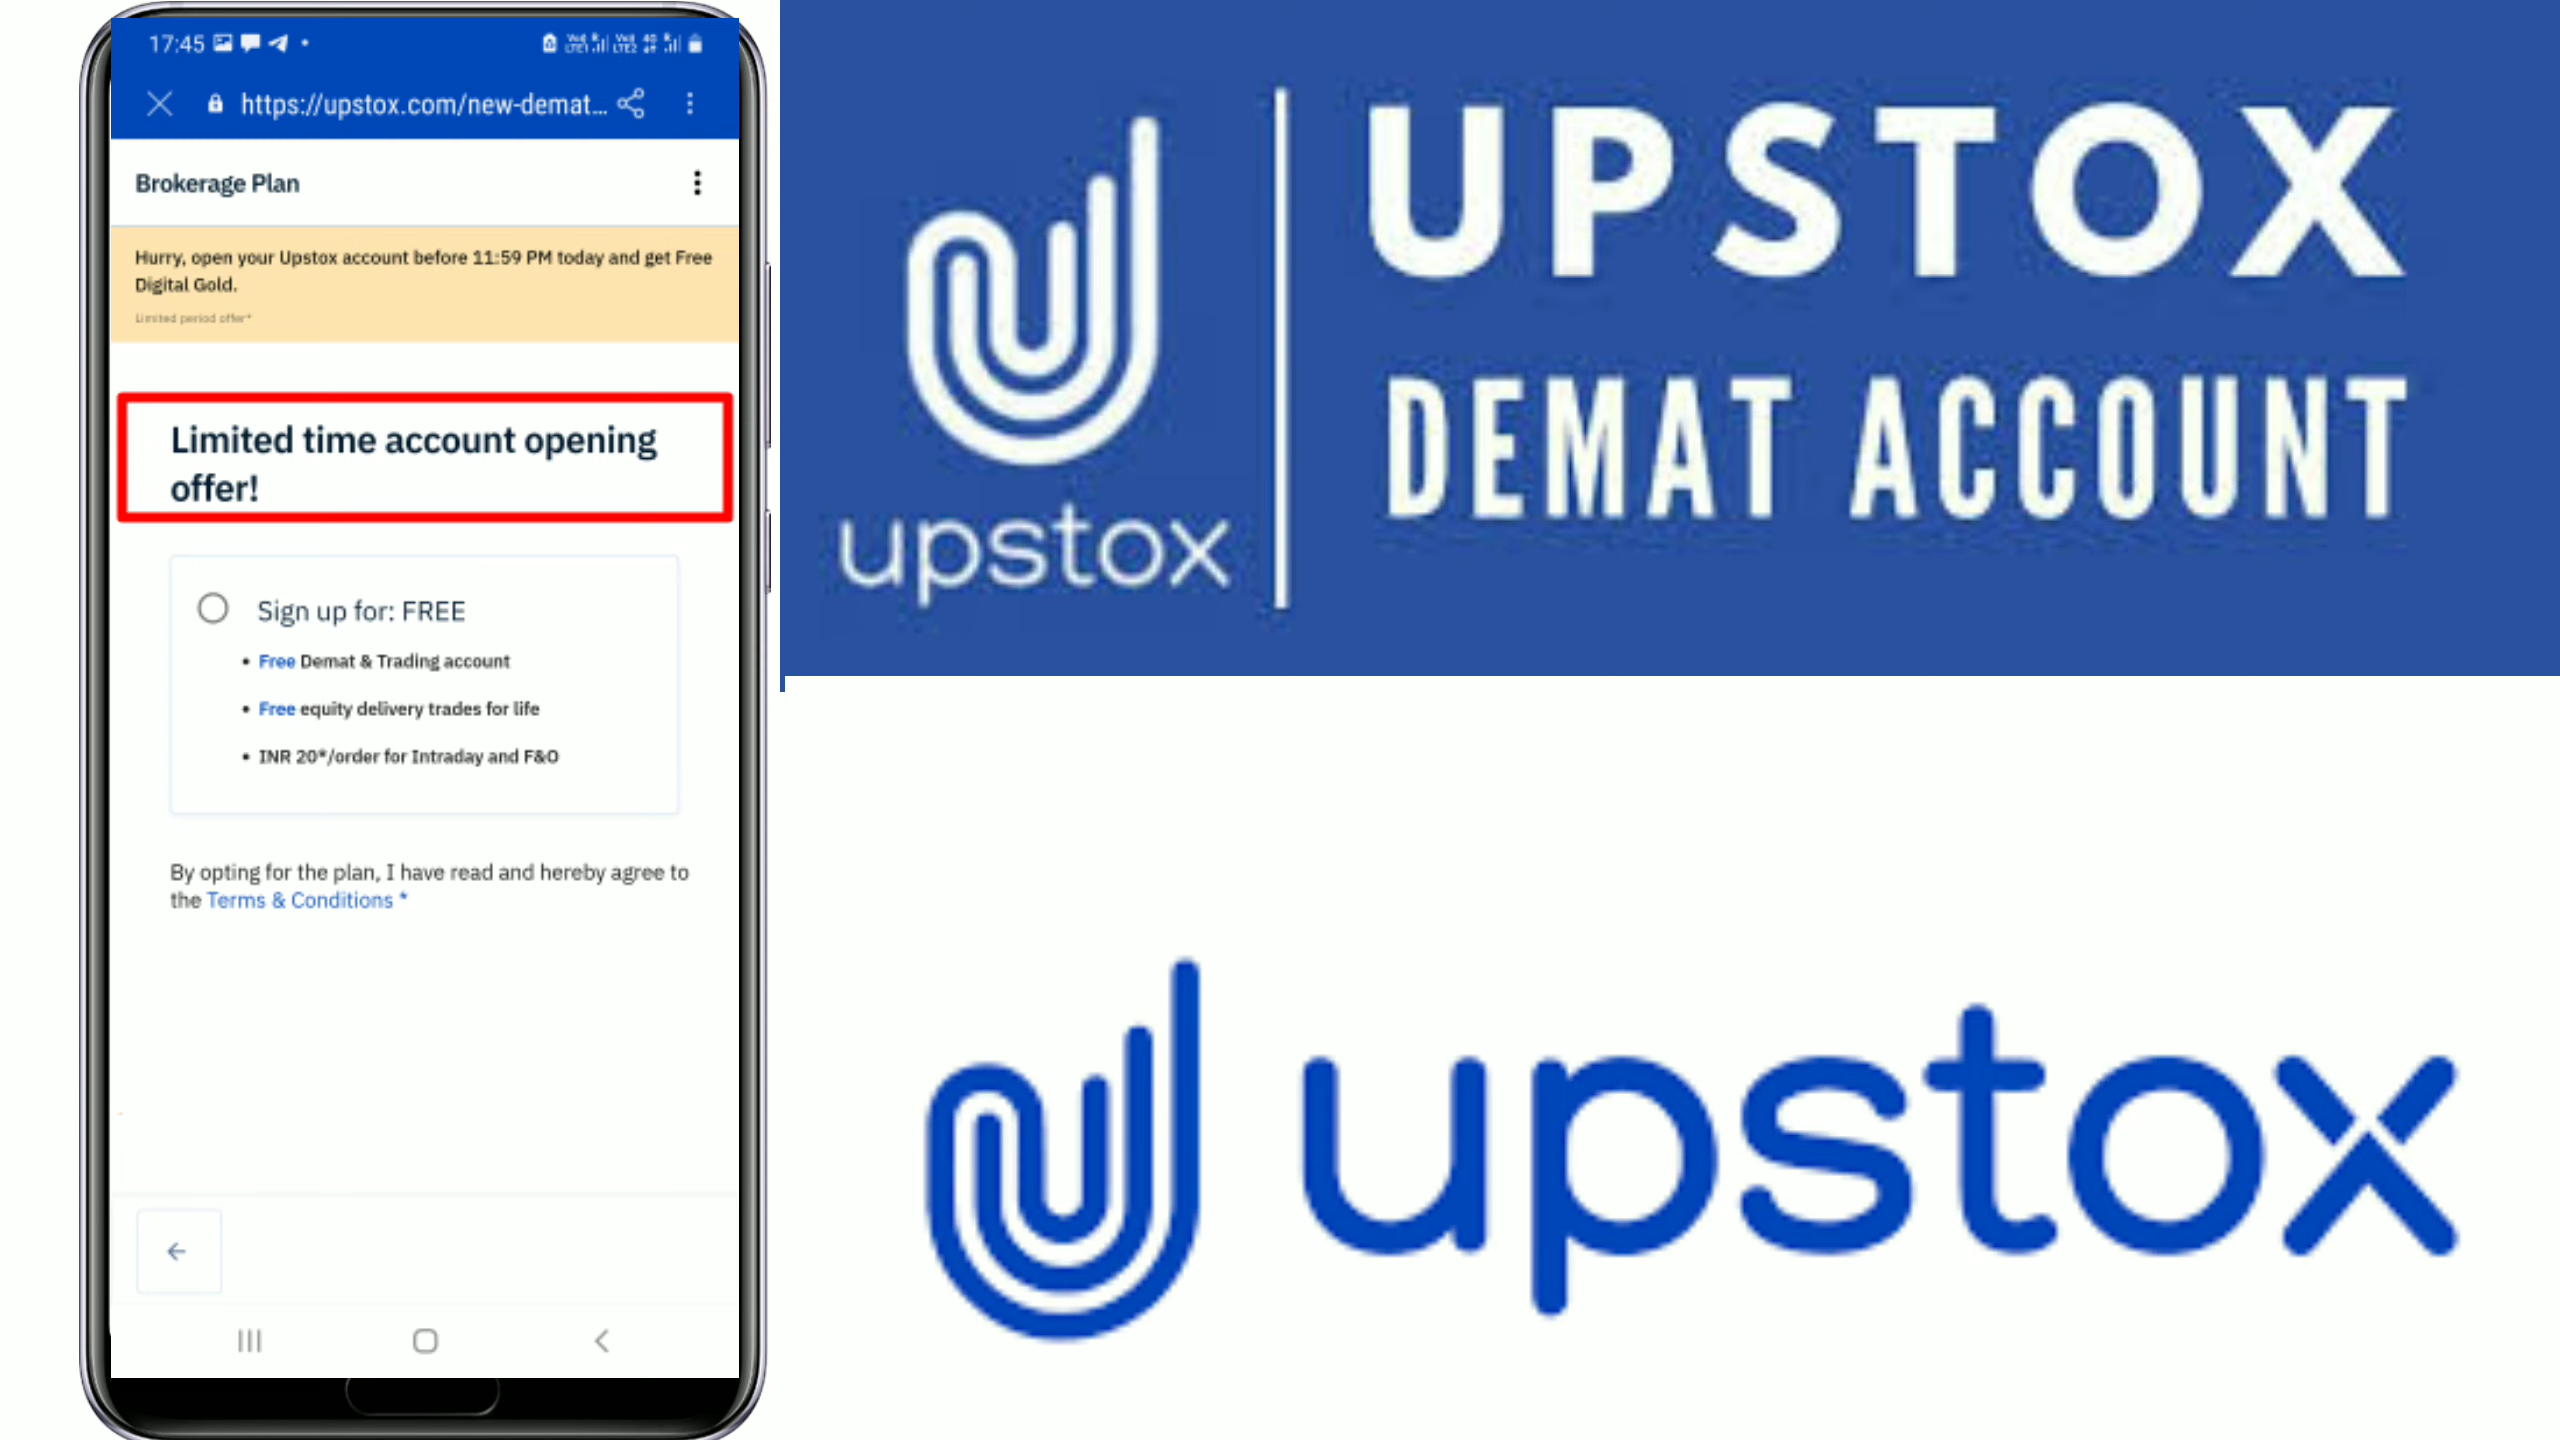 17:45
https://upstox.com/new-demat...
Brokerage Plan
Hurry, open your Upstox account before 11:59 PM today and get Free
Digital Gold.
Limited period offer*
Limited time account opening
offer!
Sign up for: FREE
• Free Demat & Trading account
• Free equity delivery trades for life
• INR 20*/order for Intraday and F&O
By opting for the plan, I have read and hereby agree to
the Terms & Conditions *
upstox
UPSTOX
DEMAT ACCOUNT
upstox